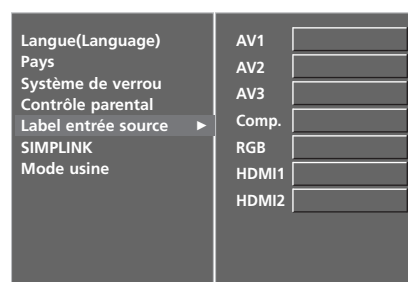 Langue(Language)
Pays
Système de verrou
Contrôle parental
Label entrée source ►
SIMPLINK
Mode usine
AV1
AV2
AV3
Comp.
RGB
HDMI1
HDMI2